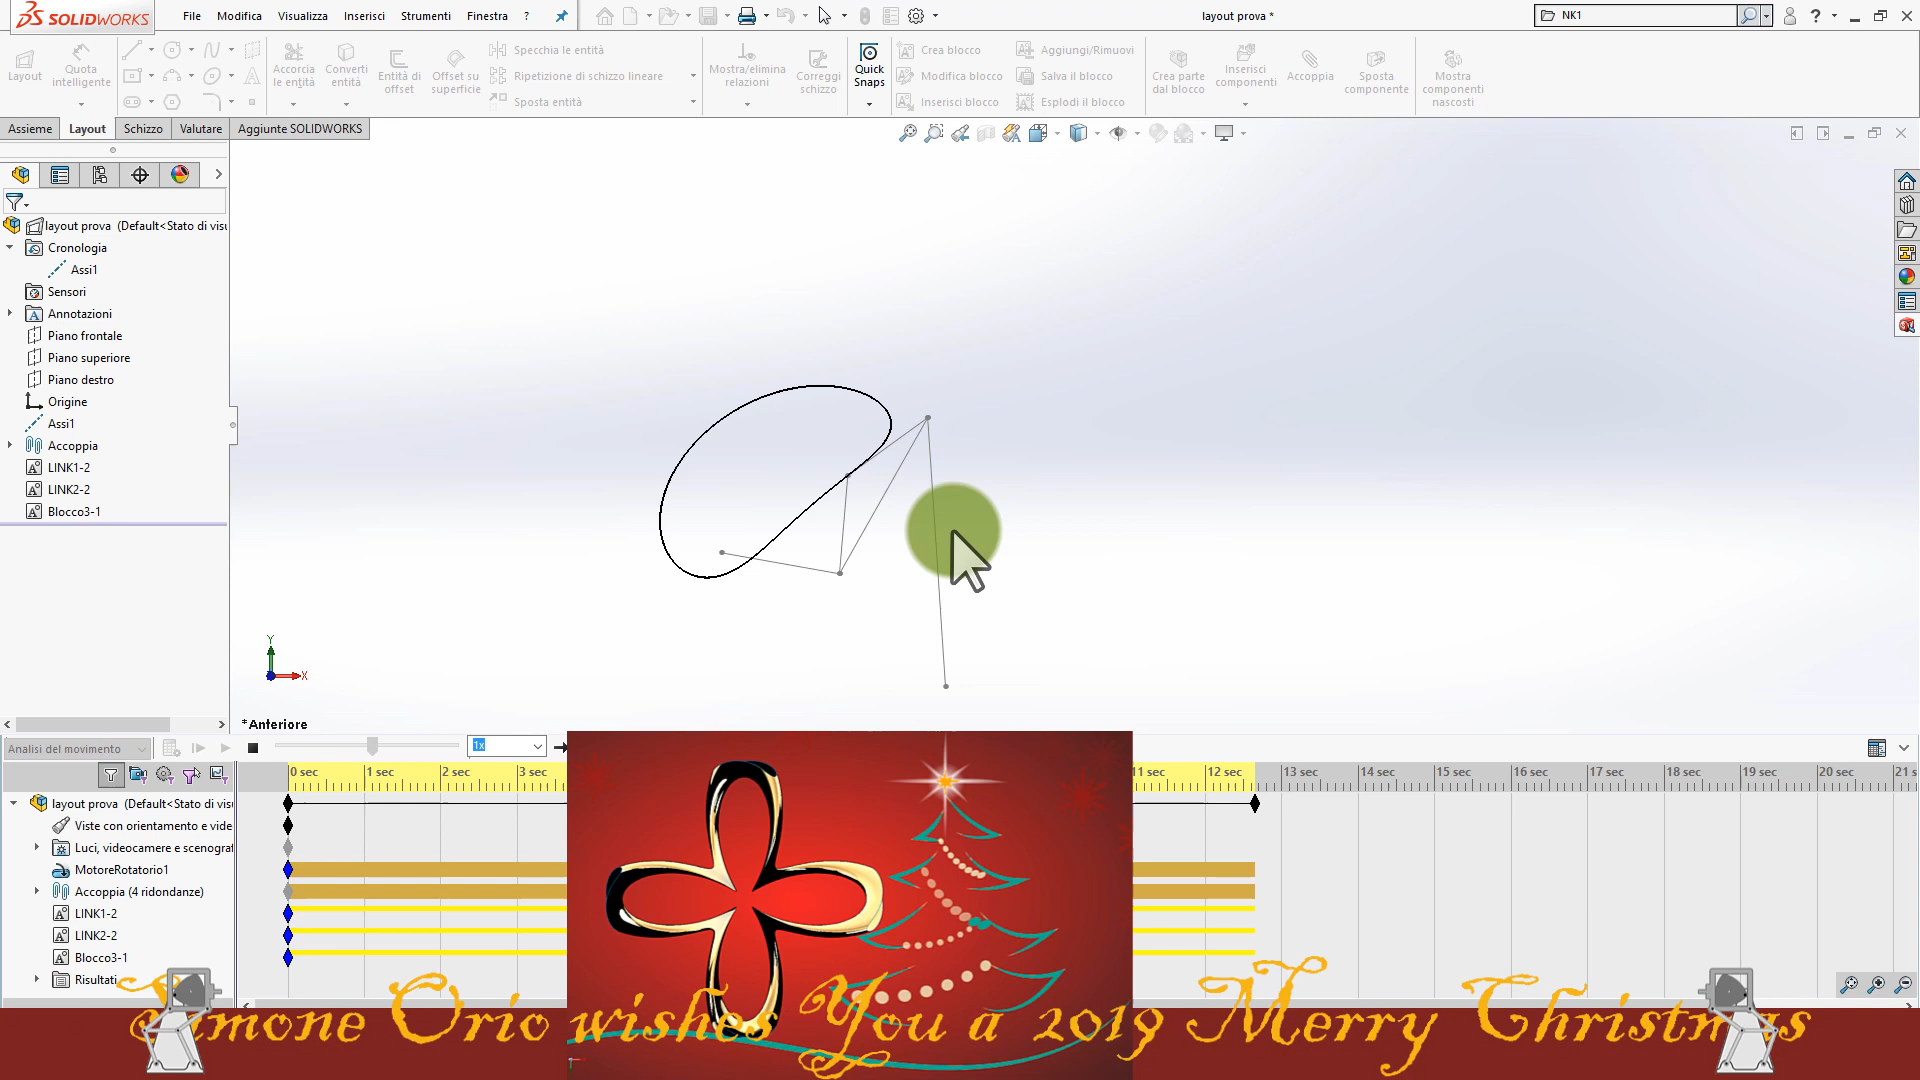 SOLIDWORKS File Modifica Visualizza Inserisci Strumenti Finestra ? layout prova * NK1 ?
Layout Quota intelligente Accorcia le entità Converti entità Entità di offset Offset su superficie Specchia le entità Mostra/elimina relazioni Correggi schizzo Quick Snaps Crea blocco Aggiungi/Rimuovi Crea parte dal blocco Inserisci componenti Accoppia Sposta componente Mostra componenti nascosti
Ripetizione di schizzo lineare Modifica blocco Salva il blocco
Sposta entità Inserisci blocco Esplodi il blocco
Assieme Layout Schizzo Valutare Aggiunte SOLIDWORKS
layout prova (Default<Stato di visu
Cronologia
Assi1
Sensori
Annotazioni
Piano frontale
Piano superiore
Piano destro
Origine
Assi1
Accoppia
LINK1-2
LINK2-2
Blocco3-1
Y
X
*Anteriore
Analisi del movimento 1x
0 sec 1 sec 2 sec 3 sec 11 sec 12 sec 13 sec 14 sec 15 sec 16 sec 17 sec 18 sec 19 sec 20 sec 21 s
layout prova (Default<Stato di visu
Viste con orientamento e vide
Luci, videocamere e scenograf
MotoreRotatorio1
Accoppia (4 ridondanze)
LINK1-2
LINK2-2
Blocco3-1
Risultati
Simone Orio wishes You a 2019 Merry Christmas